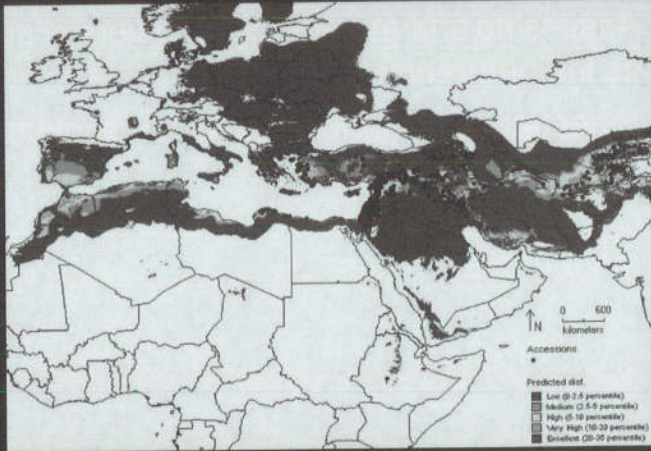 0 600
N
kilometers
Accessions
Predicted dist.
Low (0-2.5 percentile)
Medium (2.5-5 percentile)
High (5-10 percentile)
Very High (10-20 percentile)
Excellent (20-35 percentile)